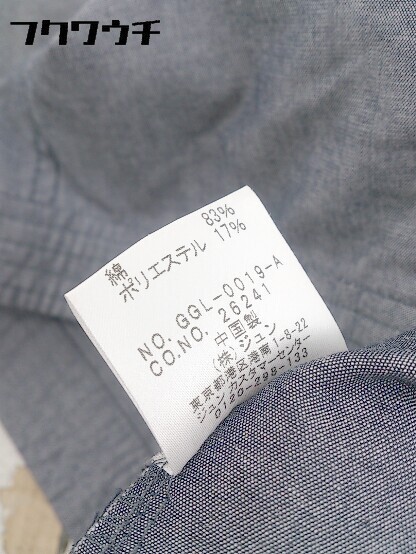 フクワウチ
綿 83%
ポリエステル 17%
NO. GGL-0019-A
CO.NO. 26241
中国製
(株)ジュン
東京都港区港南1-8-22
ジュンカスタマーセンター
0120-298-133